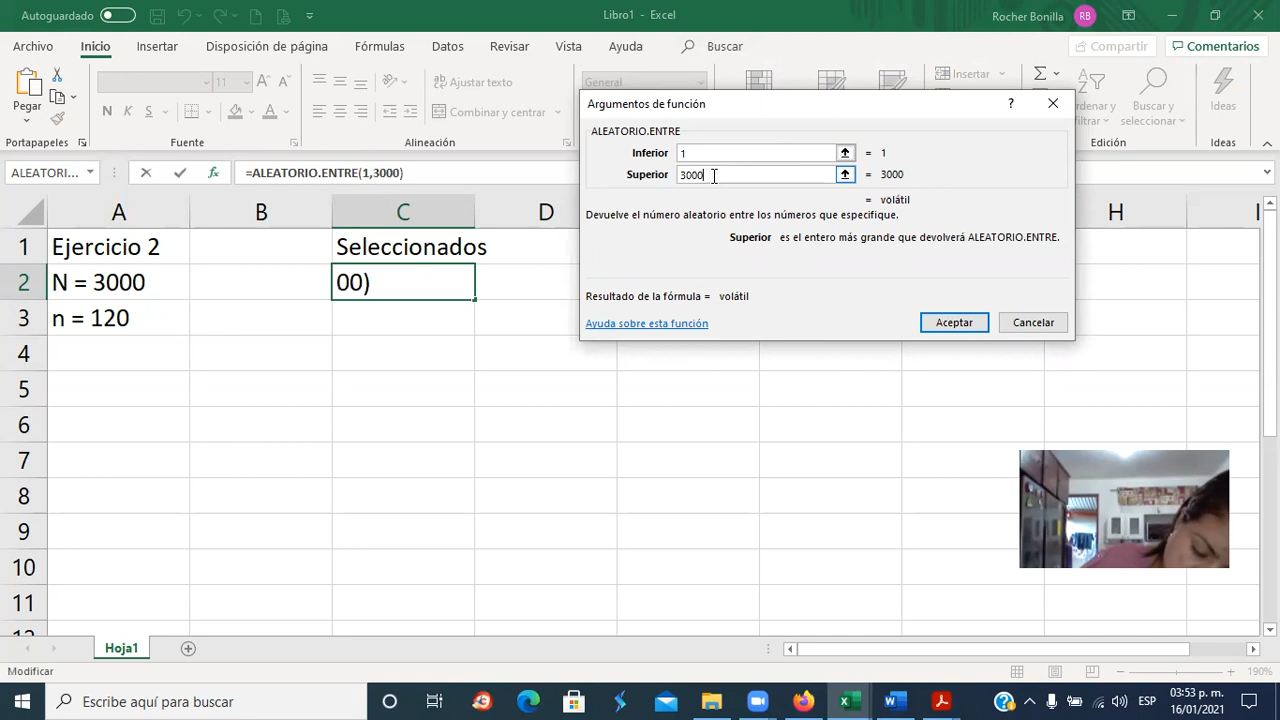 Autoguardado
Libro1 - Excel
Rocher Bonilla RB
Archivo Inicio Insertar Disposición de página Fórmulas Datos Revisar Vista Ayuda Buscar Compartir Comentarios
Pegar
11 A A
Ajustar texto
General
Insertar
N K S
Combinar y centrar
filtrar
Buscar y
seleccionar
Ideas
Portapapeles Fuente Alineación Edición Ideas
Argumentos de función ?
ALEATORIO.ENTRE
Inferior 1 = 1
Superior 3000 = 3000
= volátil
Devuelve el número aleatorio entre los números que especifique.
Superior es el entero más grande que devolverá ALEATORIO.ENTRE.
Resultado de la fórmula = volátil
Ayuda sobre esta función
Aceptar Cancelar
ALEATORI... fx =ALEATORIO.ENTRE(1,3000)
A B C D H I
1 Ejercicio 2 Seleccionados
2 N = 3000 00)
3 n = 120
4
5
6
7
8
9
10
11
12
Hoja1
Modificar 190%
Escribe aquí para buscar
ESP
03:53 p. m.
16/01/2021